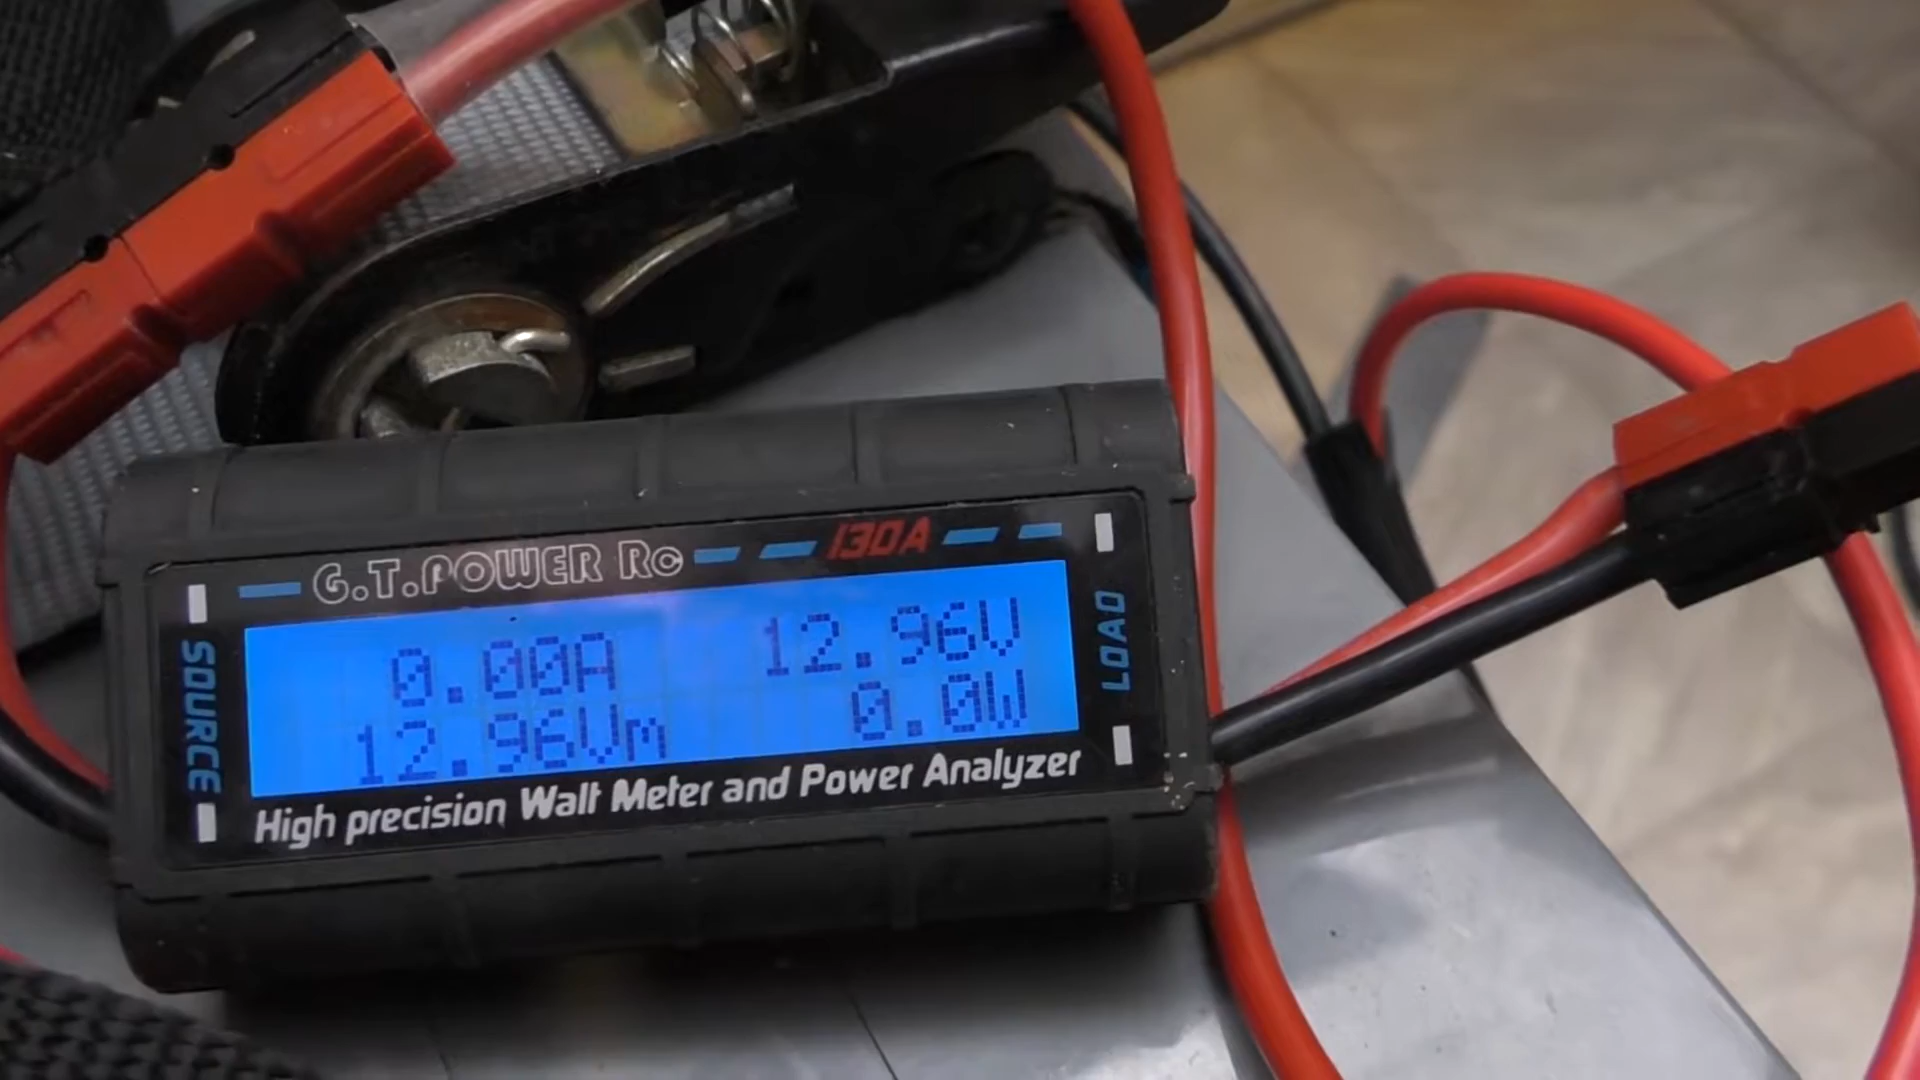 G.T.POWER RC 130A
SOURCE
0.00A 12.96V
12.96Vm 0.0W
LOAD
High precision Watt Meter and Power Analyzer